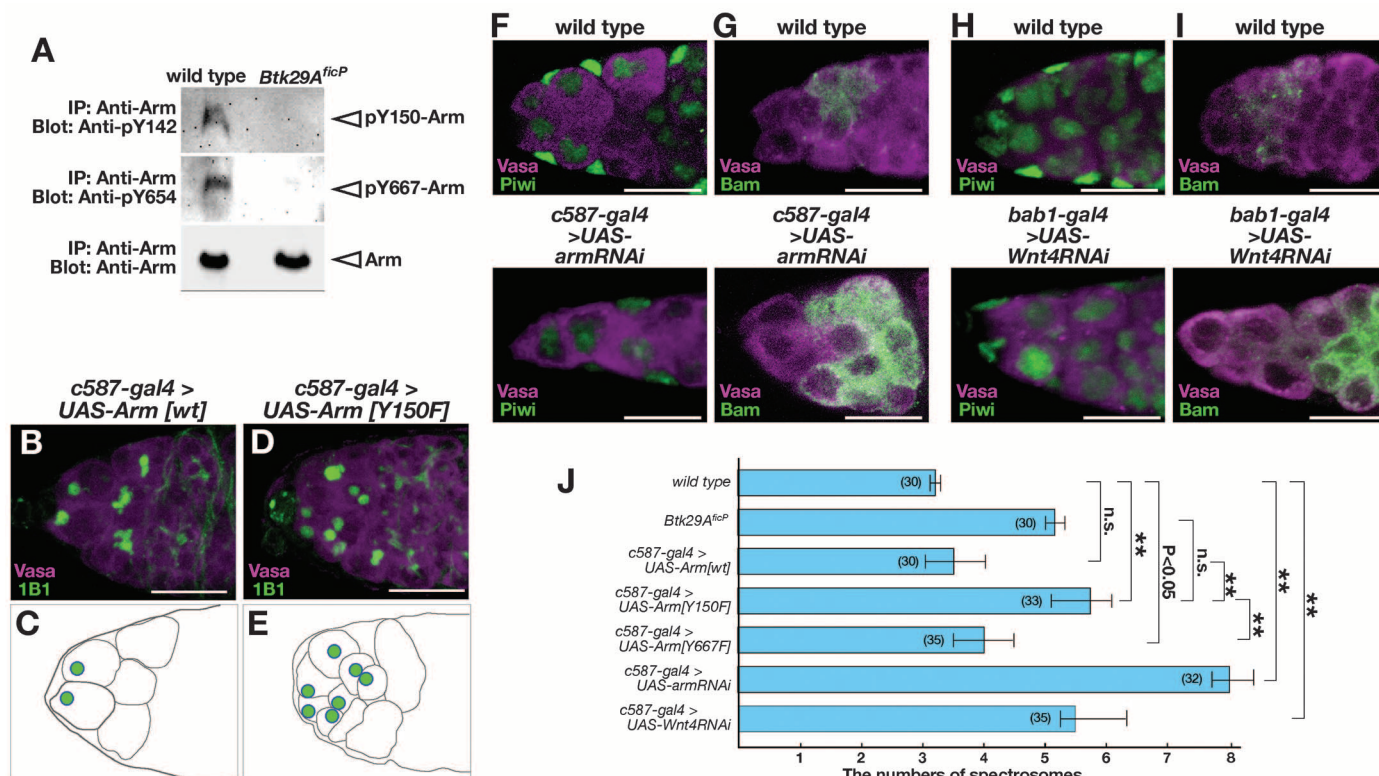 A
wild type Btk29AficP
IP: Anti-Arm
Blot: Anti-pY142
pY150-Arm
IP: Anti-Arm
Blot: Anti-pY654
pY667-Arm
IP: Anti-Arm
Blot: Anti-Arm
Arm
c587-gal4 >
UAS-Arm [wt]
B
Vasa
1B1
C
c587-gal4 >
UAS-Arm [Y150F]
D
Vasa
1B1
E
F
wild type
Vasa
Piwi
c587-gal4
>UAS-
armRNAi
Vasa
Piwi
G
wild type
Vasa
Bam
c587-gal4
>UAS-
armRNAi
Vasa
Bam
H
wild type
Vasa
Piwi
bab1-gal4
>UAS-
Wnt4RNAi
Vasa
Piwi
I
wild type
Vasa
Bam
bab1-gal4
>UAS-
Wnt4RNAi
Vasa
Bam
J
wild type (30)
Btk29AficP (30)
c587-gal4 >
UAS-Arm[wt] (30)
c587-gal4 >
UAS-Arm[Y150F] (33)
c587-gal4 >
UAS-Arm[Y667F] (35)
c587-gal4 >
UAS-armRNAi (32)
c587-gal4 >
UAS-Wnt4RNAi (35)
n.s.
**
P<0.05
n.s.
**
**
**
**
1 2 3 4 5 6 7 8
The numbers of spectrosomes